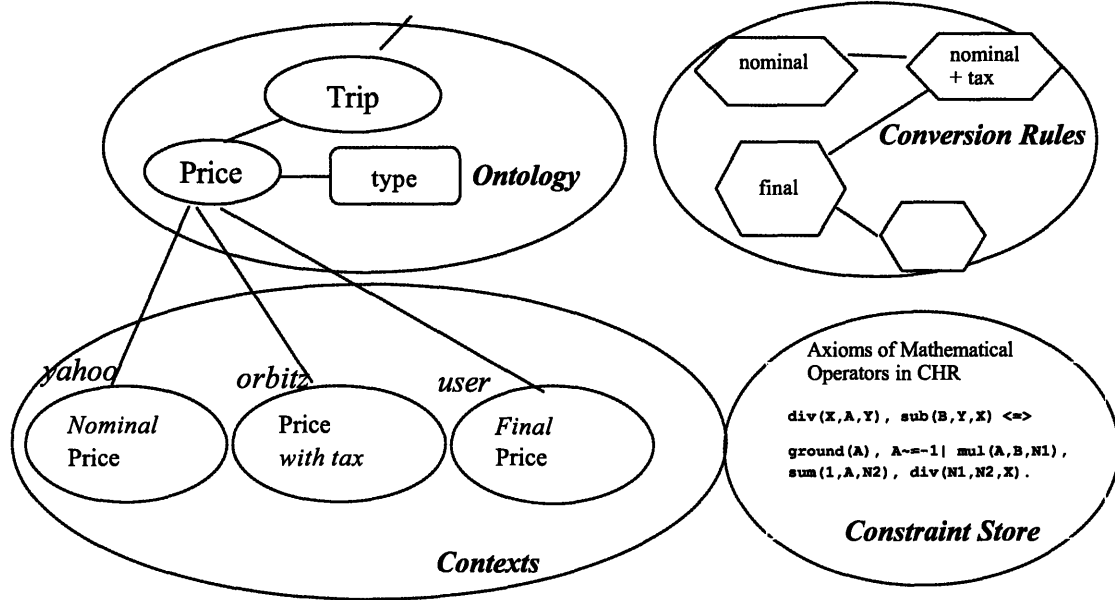 Trip
Price
type
Ontology
nominal
nominal
+ tax
Conversion Rules
final
yahoo
Nominal
Price
orbitz
Price
with tax
user
Final
Price
Contexts
Axioms of Mathematical
Operators in CHR
div(X,A,Y), sub(B,Y,X) <=>
ground(A), A~=-1| mul(A,B,N1),
sum(1,A,N2), div(N1,N2,X).
Constraint Store